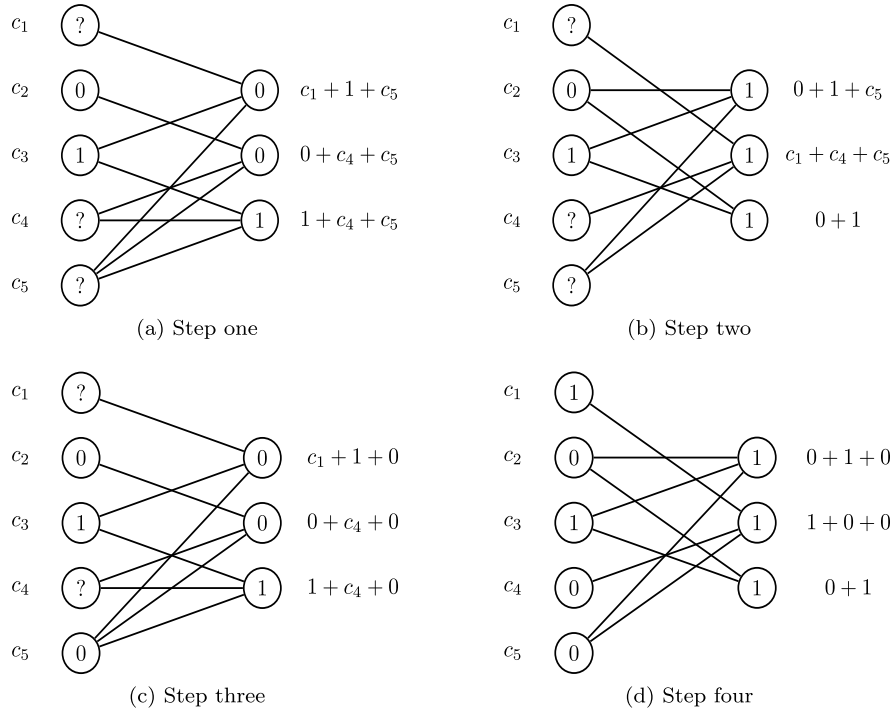 c₁ ?
c₂ 0 0 c₁ + 1 + c₅
c₃ 1 0 0 + c₄ + c₅
c₄ ? 1 1 + c₄ + c₅
c₅ ?
(a) Step one
c₁ ?
c₂ 0 1 0 + 1 + c₅
c₃ 1 1 c₁ + c₄ + c₅
c₄ ? 1 0 + 1
c₅ ?
(b) Step two
c₁ ?
c₂ 0 0 c₁ + 1 + 0
c₃ 1 0 0 + c₄ + 0
c₄ ? 1 1 + c₄ + 0
c₅ 0
(c) Step three
c₁ 1
c₂ 0 1 0 + 1 + 0
c₃ 1 1 1 + 0 + 0
c₄ 0 1 0 + 1
c₅ 0
(d) Step four